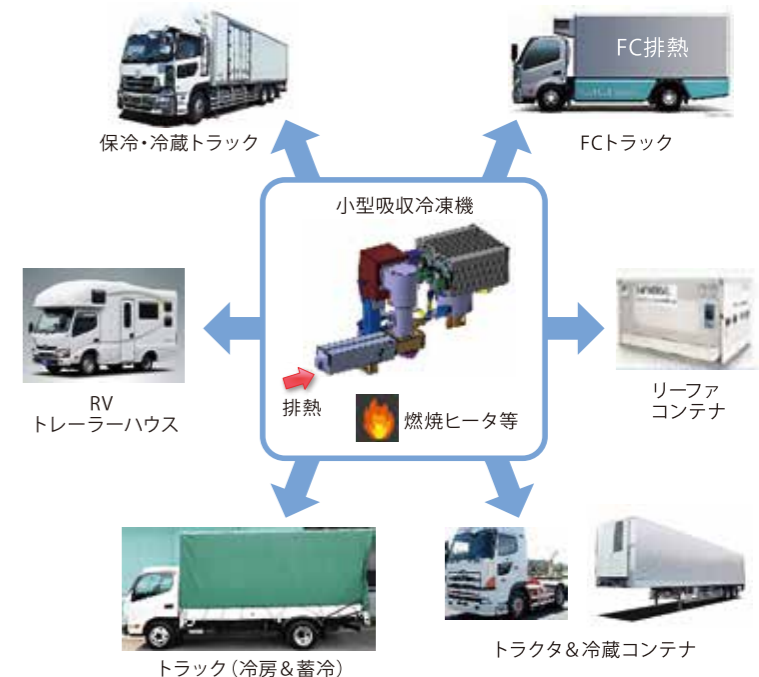 保冷・冷蔵トラック
FC排熱
FCトラック
小型吸収冷凍機
排熱
燃焼ヒータ等
RV
トレーラーハウス
リーファ
コンテナ
トラック（冷房&蓄冷）
トラクタ&冷蔵コンテナ